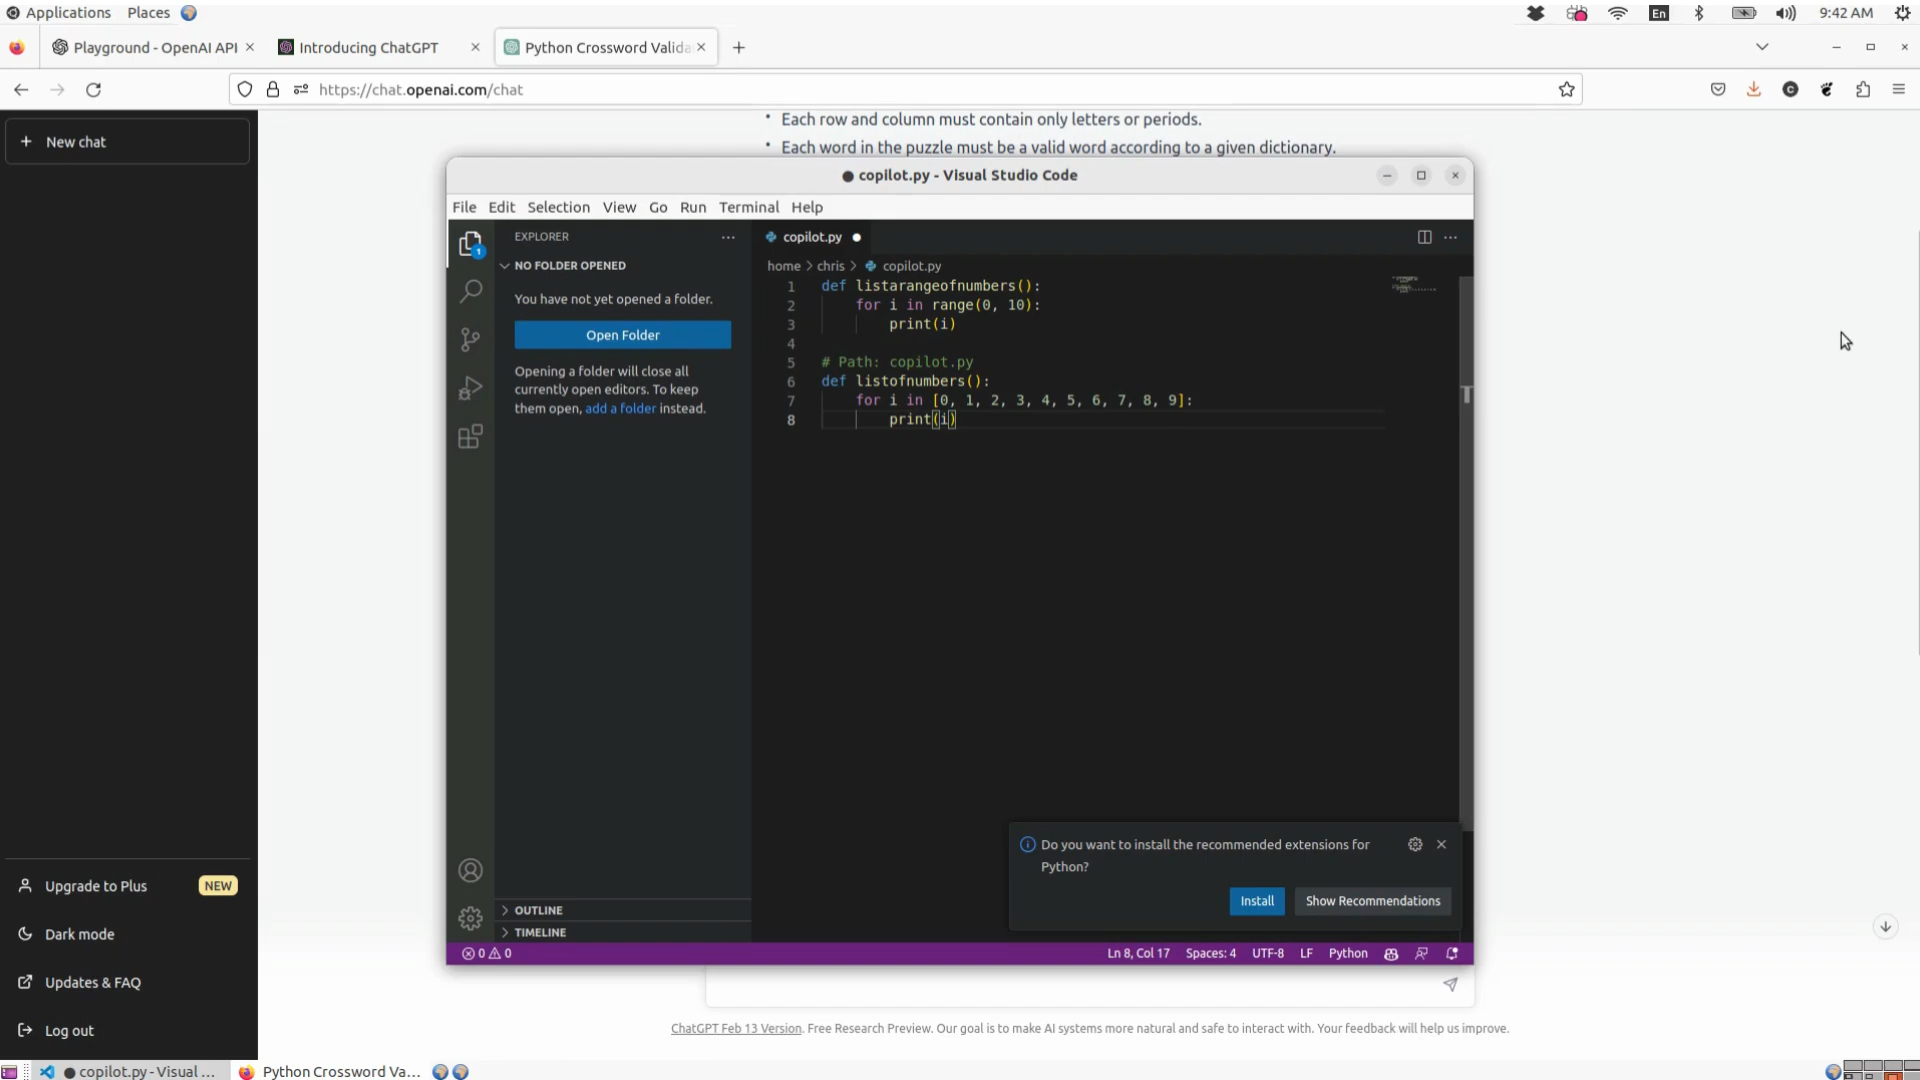 Applications Places En 9:42 AM
Playground - OpenAI API × Introducing ChatGPT × Python Crossword Valida ×
https://chat.openai.com/chat
New chat
• Each row and column must contain only letters or periods.
• Each word in the puzzle must be a valid word according to a given dictionary.
● copilot.py - Visual Studio Code
File Edit Selection View Go Run Terminal Help
EXPLORER
copilot.py
1
NO FOLDER OPENED
home > chris > copilot.py
You have not yet opened a folder.
Open Folder
Opening a folder will close all
currently open editors. To keep
them open, add a folder instead.
1 def listarangeofnumbers():
2 for i in range(0, 10):
3 print(i)
4
5 # Path: copilot.py
6 def listofnumbers():
7 for i in [0, 1, 2, 3, 4, 5, 6, 7, 8, 9]:
8 print(i)
Do you want to install the recommended extensions for
Python?
Install Show Recommendations
OUTLINE
TIMELINE
0 0 Ln 8, Col 17 Spaces: 4 UTF-8 LF Python
Upgrade to Plus NEW
Dark mode
Updates & FAQ
Log out
ChatGPT Feb 13 Version. Free Research Preview. Our goal is to make AI systems more natural and safe to interact with. Your feedback will help us improve.
● copilot.py - Visual ... Python Crossword Va...